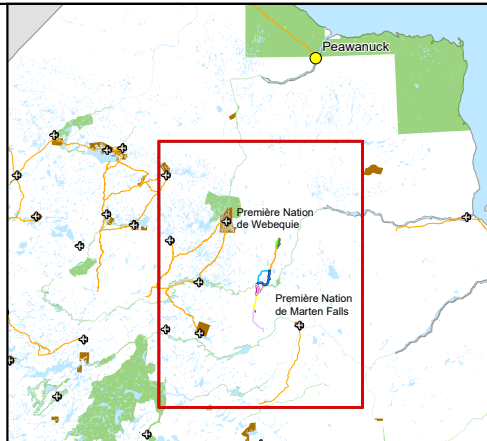 Peawanuck
Première Nation
de Webequie
Première Nation
de Marten Falls